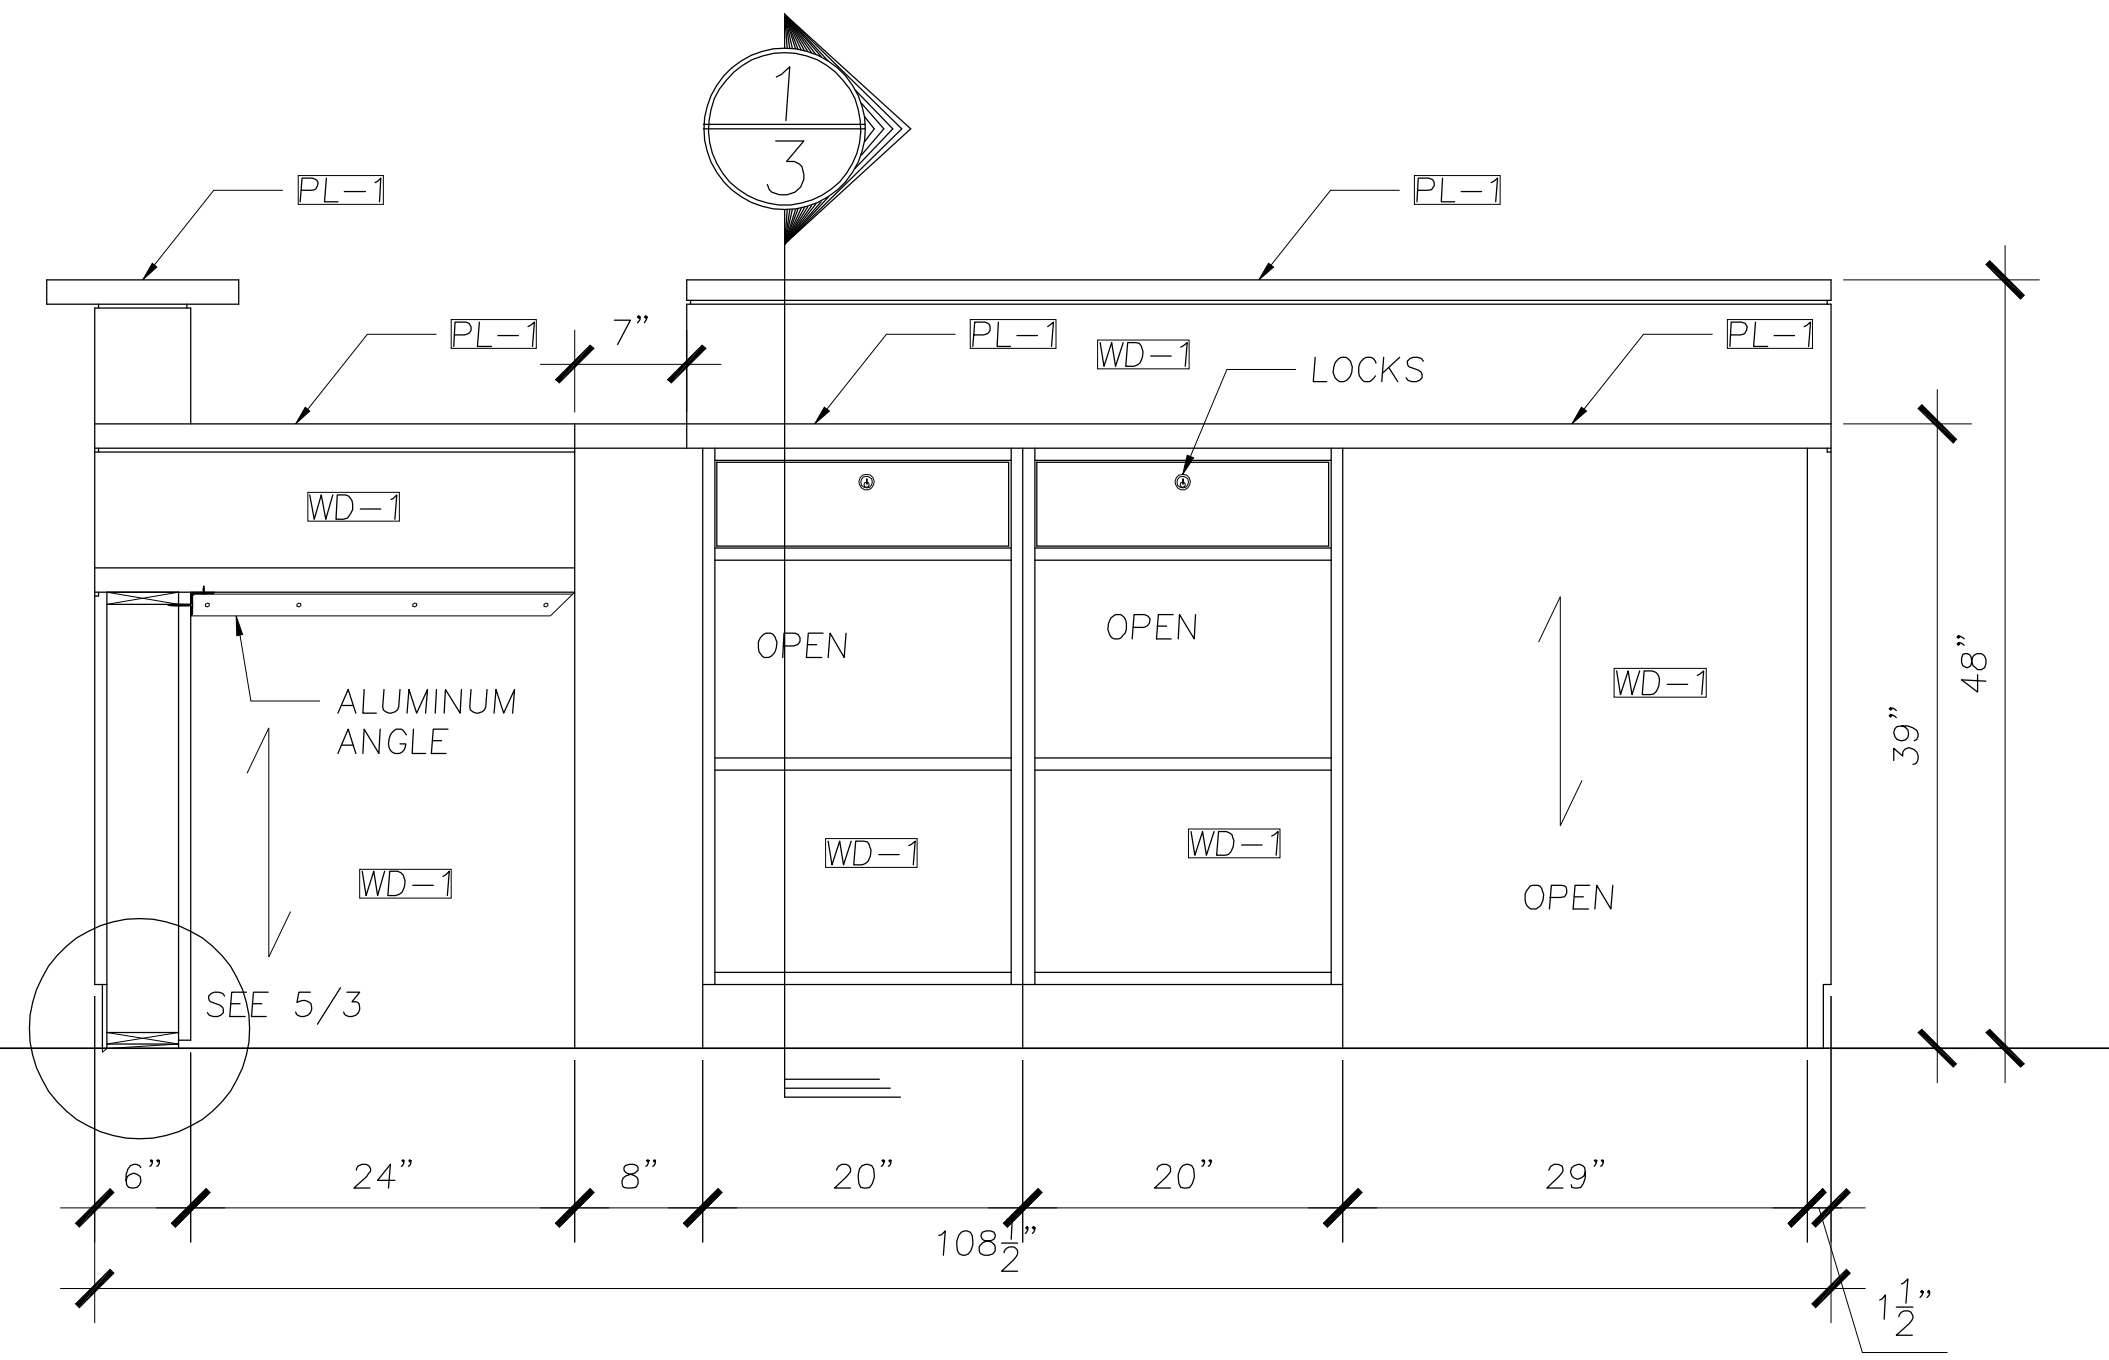 1
3
PL-1
PL-1
PL-1
7”
PL-1
WD-1
LOCKS
PL-1
WD-1
OPEN
OPEN
ALUMINUM
ANGLE
WD-1
48”
39”
WD-1
WD-1
WD-1
OPEN
SEE 5/3
6”
24”
8”
20”
20”
29”
108½”
1½”